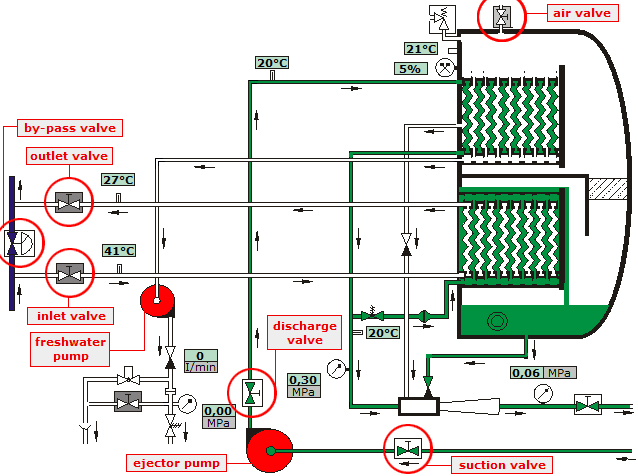 air valve
21°C
20°C
5%
by-pass valve
outlet valve
27°C
41°C
inlet valve
freshwater
pump
discharge
valve
20°C
0
l/min
0,30
MPa
0,06 MPa
0,00
MPa
ejector pump
suction valve